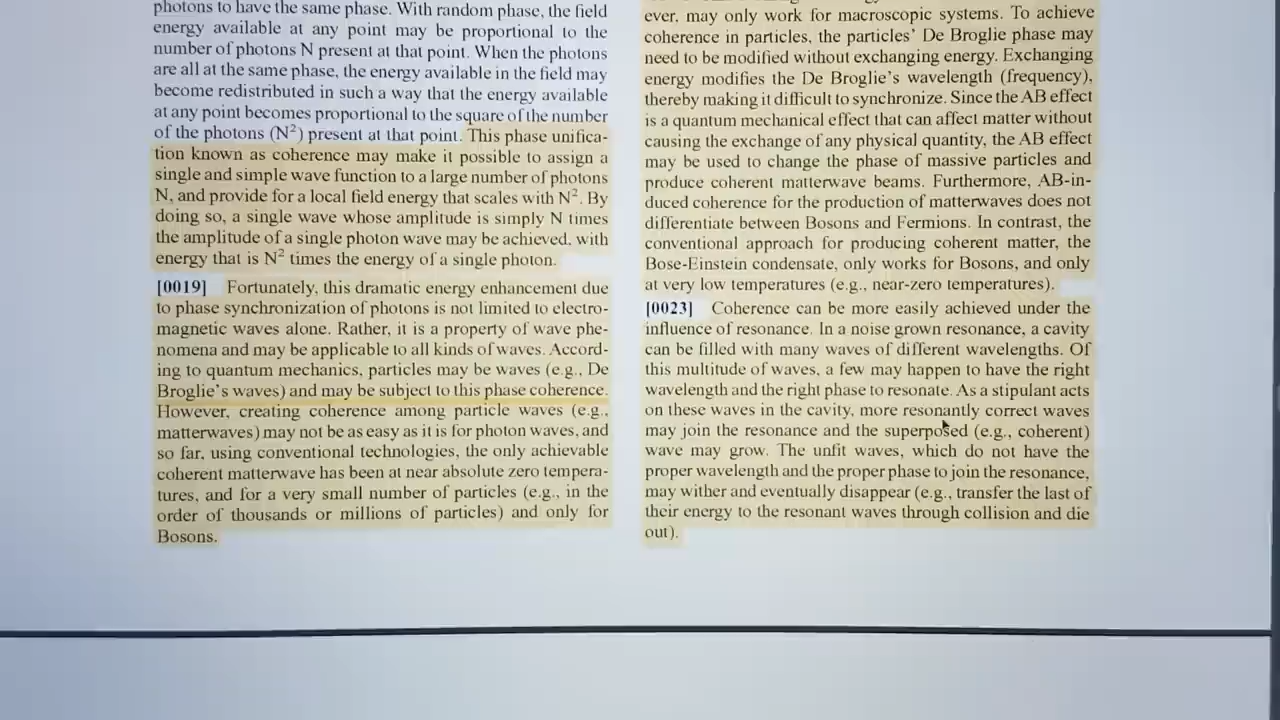 photons to have the same phase. With random phase, the field
energy available at any point may be proportional to the
number of photons N present at that point. When the photons
are all at the same phase, the energy available in the field may
become redistributed in such a way that the energy available
at any point becomes proportional to the square of the number
of the photons (N²) present at that point. This phase unifica-
tion known as coherence may make it possible to assign a
single and simple wave function to a large number of photons
N, and provide for a local field energy that scales with N². By
doing so, a single wave whose amplitude is simply N times
the amplitude of a single photon wave may be achieved, with
energy that is N² times the energy of a single photon.
[0019] Fortunately, this dramatic energy enhancement due
to phase synchronization of photons is not limited to electro-
magnetic waves alone. Rather, it is a property of wave phe-
nomena and may be applicable to all kinds of waves. Accord-
ing to quantum mechanics, particles may be waves (e.g., De
Broglie's waves) and may be subject to this phase coherence.
However, creating coherence among particle waves (e.g.,
matterwaves) may not be as easy as it is for photon waves, and
so far, using conventional technologies, the only achievable
coherent matterwave has been at near absolute zero tempera-
tures, and for a very small number of particles (e.g., in the
order of thousands or millions of particles) and only for
Bosons.
ever, may only work for macroscopic systems. To achieve
coherence in particles, the particles' De Broglie phase may
need to be modified without exchanging energy. Exchanging
energy modifies the De Broglie's wavelength (frequency),
thereby making it difficult to synchronize. Since the AB effect
is a quantum mechanical effect that can affect matter without
causing the exchange of any physical quantity, the AB effect
may be used to change the phase of massive particles and
produce coherent matterwave beams. Furthermore, AB-in-
duced coherence for the production of matterwaves does not
differentiate between Bosons and Fermions. In contrast, the
conventional approach for producing coherent matter, the
Bose-Einstein condensate, only works for Bosons, and only
at very low temperatures (e.g., near-zero temperatures).
[0023] Coherence can be more easily achieved under the
influence of resonance. In a noise grown resonance, a cavity
can be filled with many waves of different wavelengths. Of
this multitude of waves, a few may happen to have the right
wavelength and the right phase to resonate. As a stipulant acts
on these waves in the cavity, more resonantly correct waves
may join the resonance and the superposed (e.g., coherent)
wave may grow. The unfit waves, which do not have the
proper wavelength and the proper phase to join the resonance,
may wither and eventually disappear (e.g., transfer the last of
their energy to the resonant waves through collision and die
out).